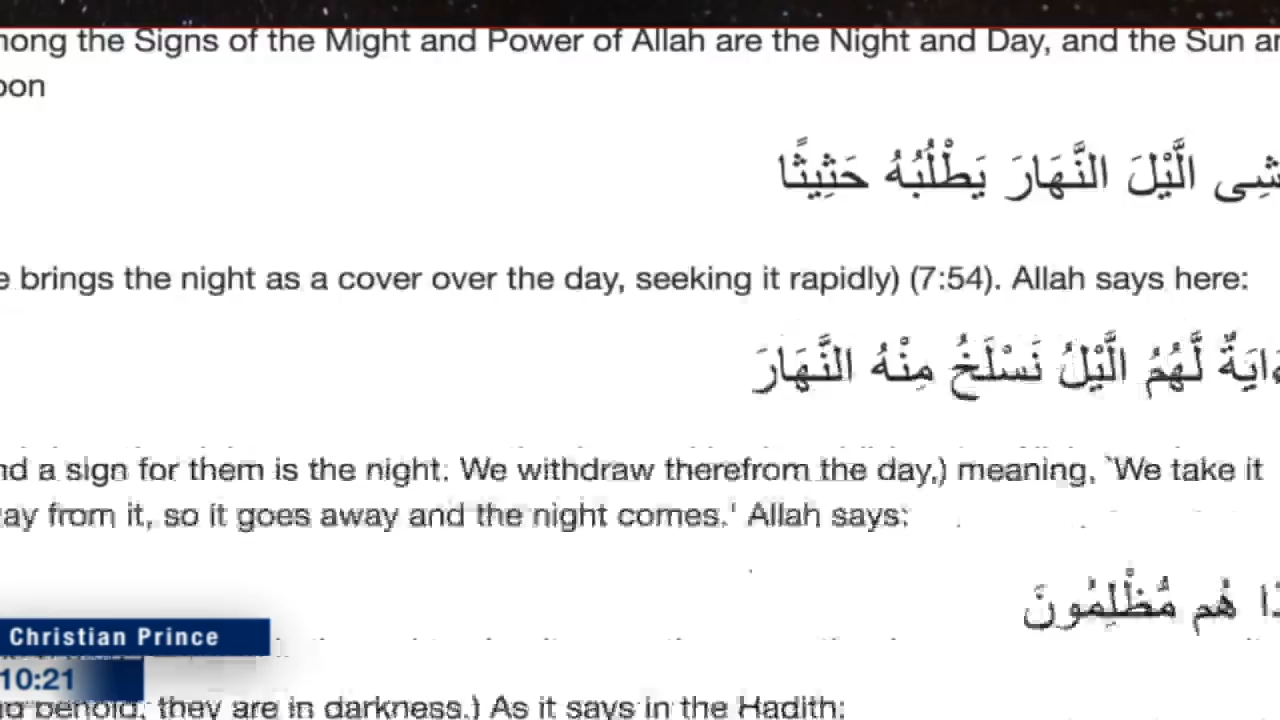 nong the Signs of the Might and Power of Allah are the Night and Day, and the Sun an
oon
شِى الَّيْلَ النَّهَارَ يَطْلُبُهُ حَثِيثًا
e brings the night as a cover over the day, seeking it rapidly) (7:54). Allah says here:
ءَايَةٌ لَّهُمُ الَّيْلُ نَسْلَخُ مِنْهُ النَّهَارَ
nd a sign for them is the night. We withdraw therefrom the day,) meaning, `We take it
ay from it, so it goes away and the night comes.' Allah says:
ذَا هُم مُّظْلِمُونَ
Christian Prince
10:21
behold, they are in darkness.) As it says in the Hadith: